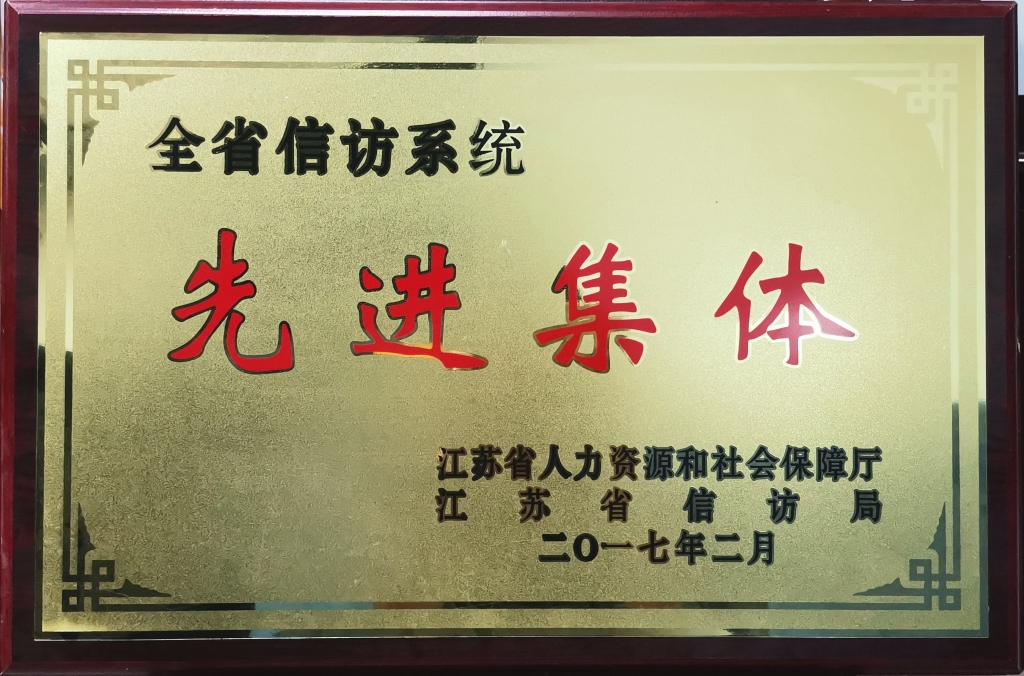 全省信访系统
先进集体
江苏省人力资源和社会保障厅
江苏省信访局
二〇一七年二月